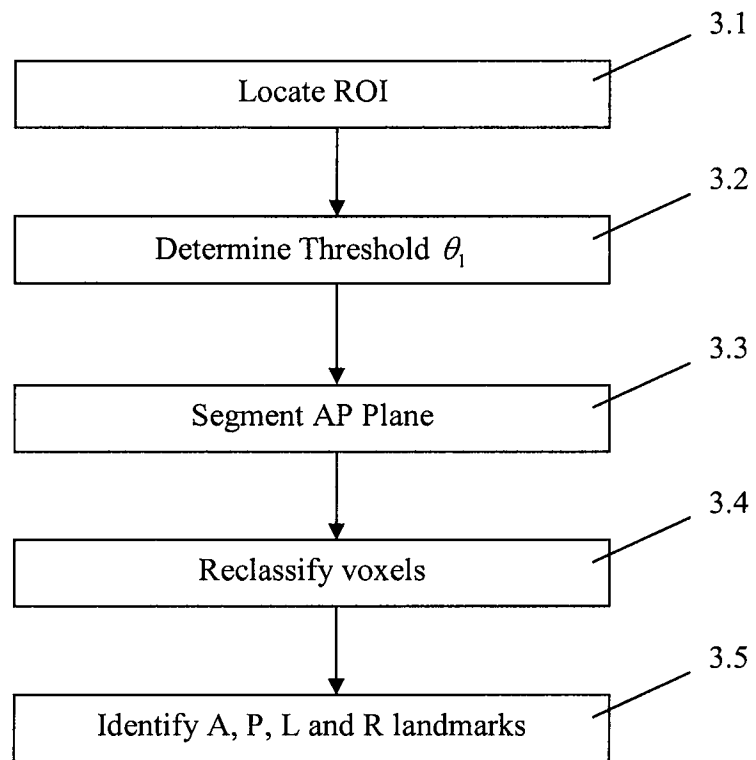 3.1
Locate ROI
3.2
Determine Threshold θ₁
3.3
Segment AP Plane
3.4
Reclassify voxels
3.5
Identify A, P, L and R landmarks